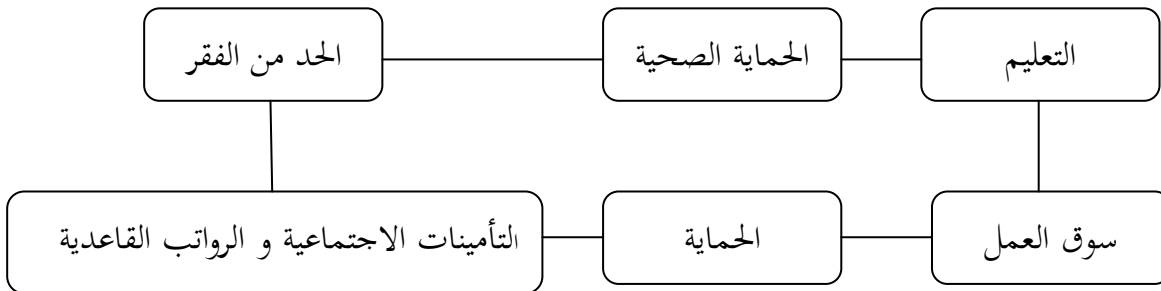 التعليم
الحماية الصحية
الحد من الفقر
سوق العمل
الحماية
التأمينات الاجتماعية و الرواتب القاعدية